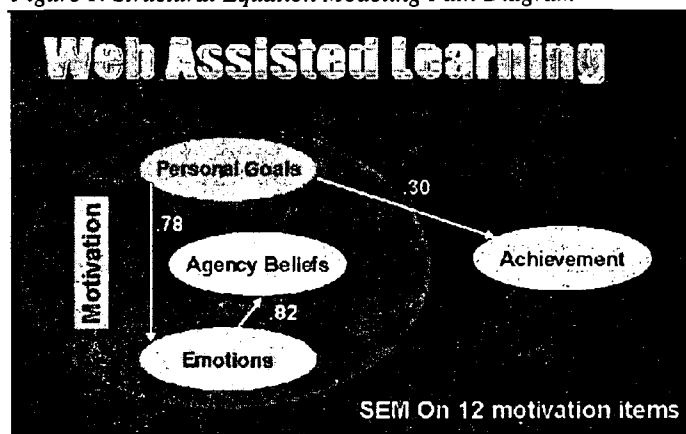 Figure 1. Structural Equation Modeling Path Diagram
Web Assisted Learning
Personal Goals
.30
.78
Motivation
Agency Beliefs
Achievement
.82
Emotions
SEM On 12 motivation items